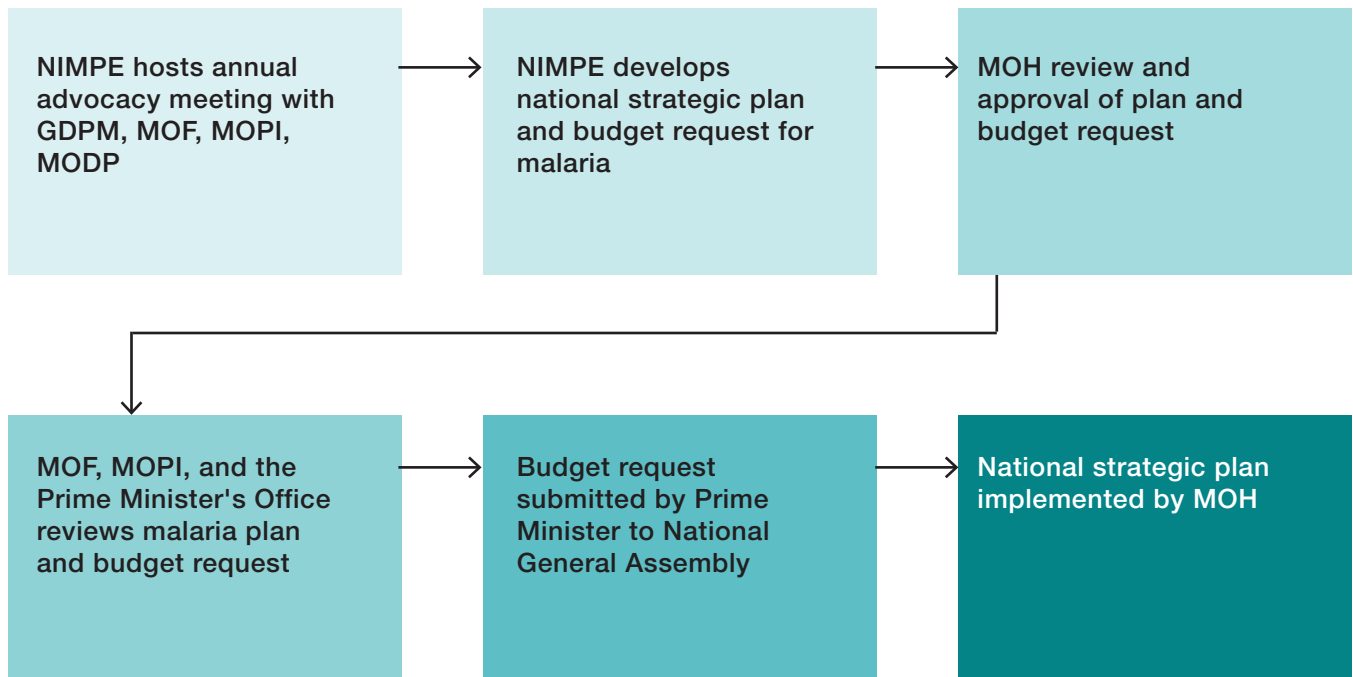 NIMPE hosts annual
advocacy meeting with
GDPM, MOF, MOPI,
MODP
NIMPE develops
national strategic plan
and budget request for
malaria
MOH review and
approval of plan and
budget request
MOF, MOPI, and the
Prime Minister's Office
reviews malaria plan
and budget request
Budget request
submitted by Prime
Minister to National
General Assembly
National strategic plan
implemented by MOH